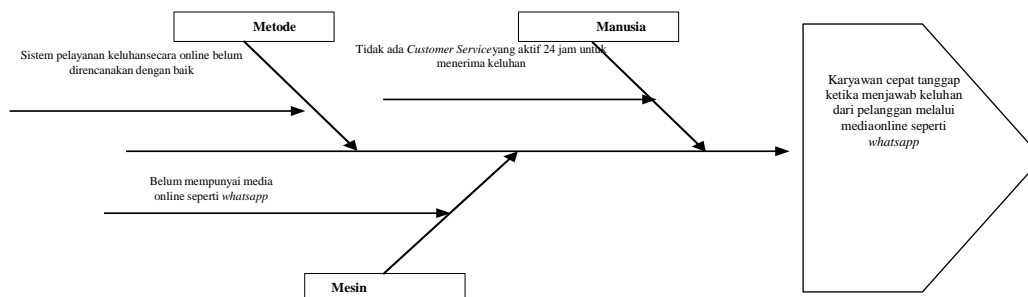 Metode
Manusia
Sistem pelayanan keluhansecara online belum
direncanakan dengan baik
Tidak ada Customer Serviceyang aktif 24 jam untuk
menerima keluhan
Karyawan cepat tanggap
ketika menjawab keluhan
dari pelanggan melalui
mediaonline seperti
whatsapp
Belum mempunyai media
online seperti whatsapp
Mesin